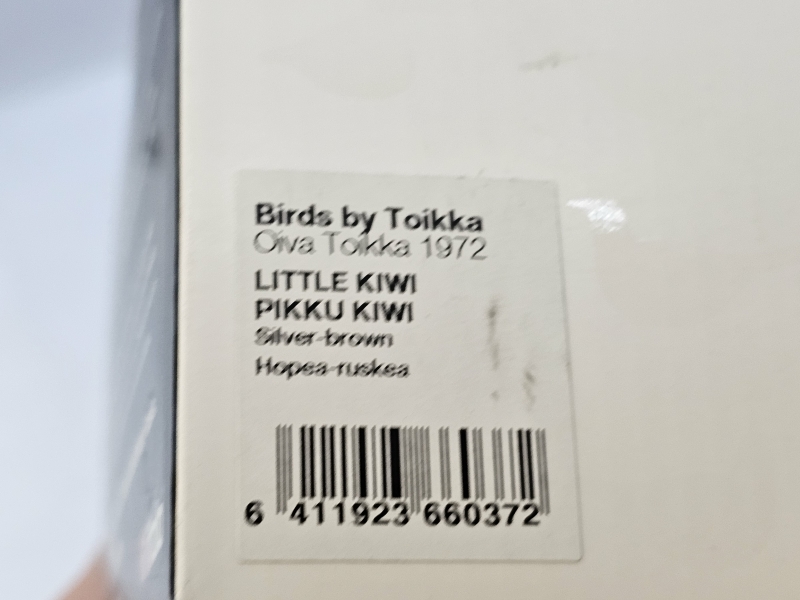 Birds by Toikka
Oiva Toikka 1972
LITTLE KIWI
PIKKU KIWI
Silver-brown
Hopea-ruskea
6 411923 660372